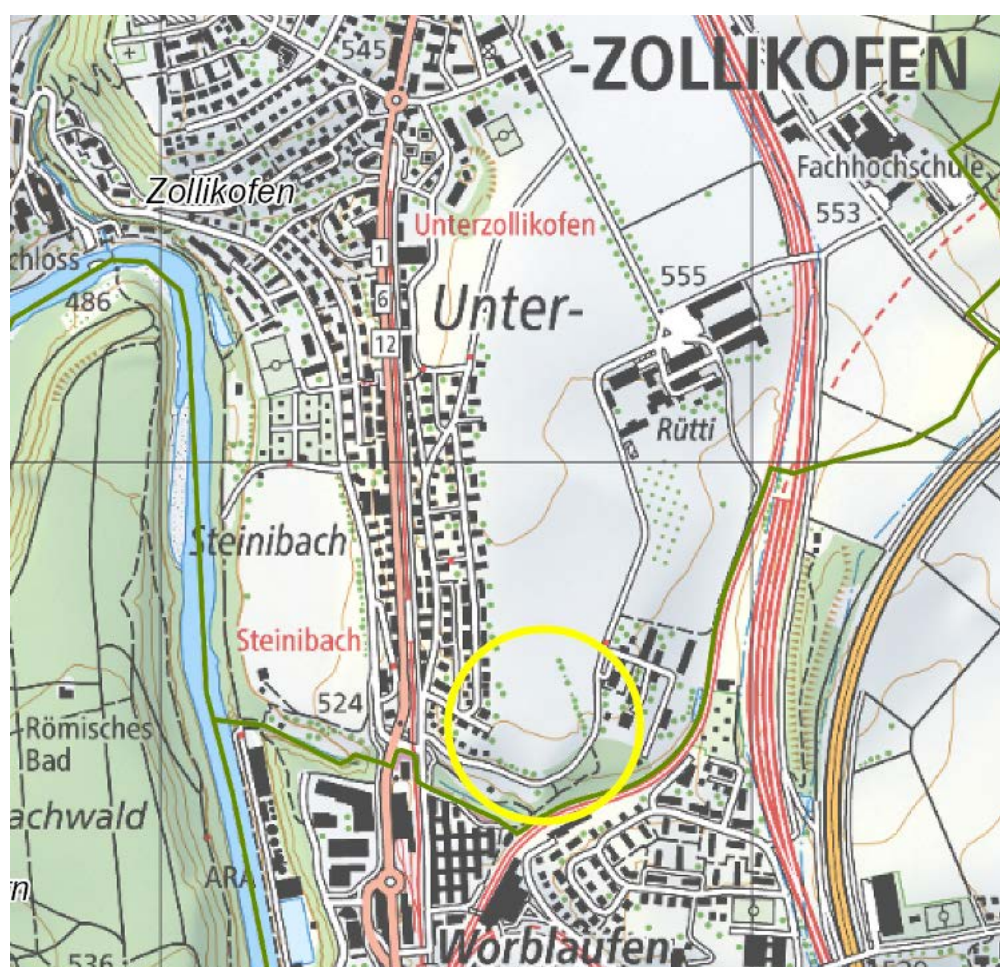 -ZOLLIKOFEN
545
Fachhochschule
Zollikofen
553
Unterzollikofen
1
chloss
555
486
6
Unter-
12
Rütti
Steinibach
Steinibach
524
Römisches
Bad
achwald
ARA
rn
Worblaufen
536